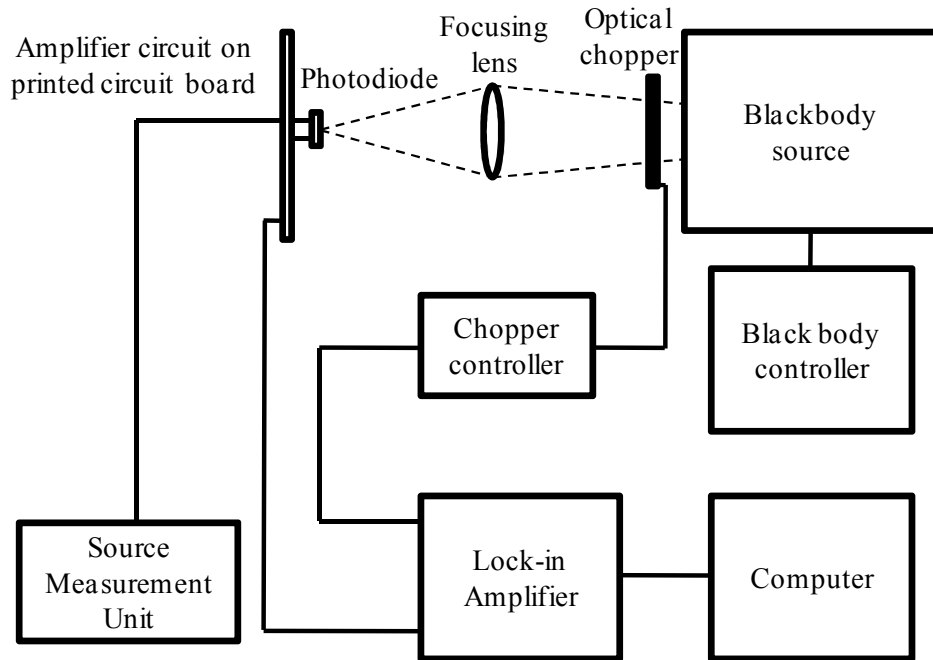 Amplifier circuit on
printed circuit board
Photodiode
Focusing
lens
Optical
chopper
Blackbody
source
Chopper
controller
Black body
controller
Source
Measurement
Unit
Lock-in
Amplifier
Computer